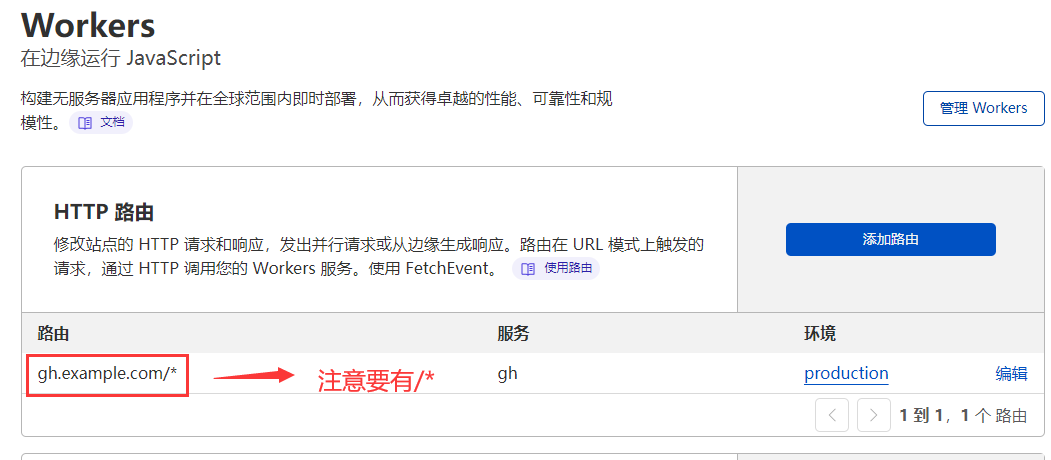 Workers
在边缘运行 JavaScript
构建无服务器应用程序并在全球范围内即时部署，从而获得卓越的性能、可靠性和规
模性。 文档
管理 Workers
HTTP 路由
修改站点的 HTTP 请求和响应，发出并行请求或从边缘生成响应。路由在 URL 模式上触发的
请求，通过 HTTP 调用您的 Workers 服务。使用 FetchEvent。 使用路由
添加路由
路由 服务 环境
gh.example.com/* 注意要有/* gh production 编辑
1 到 1，1 个 路由